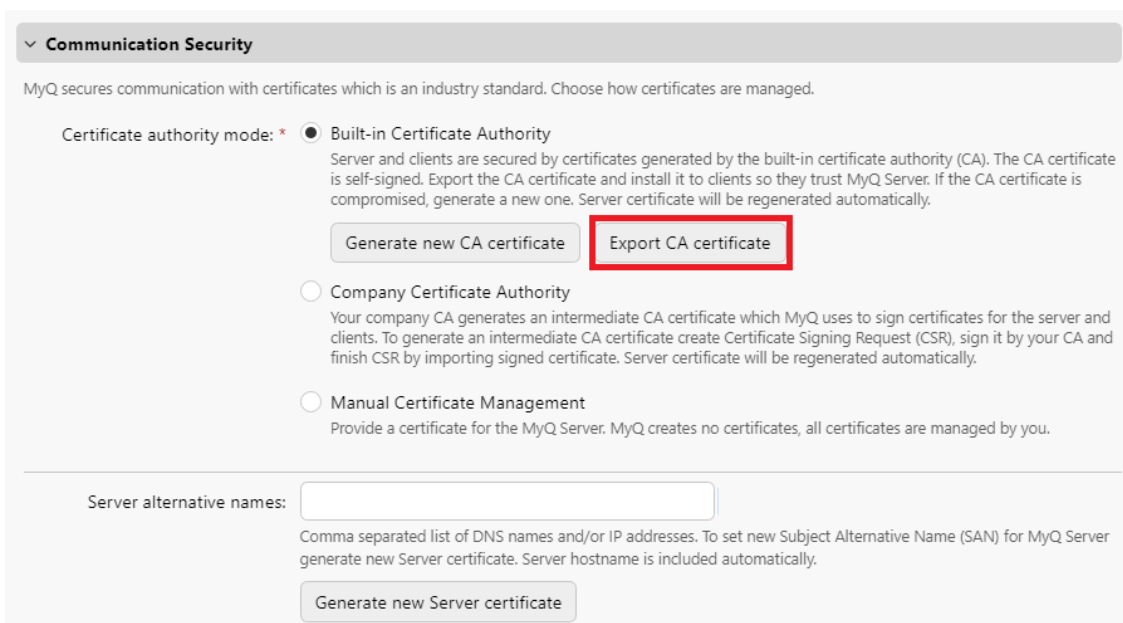 Communication Security
MyQ secures communication with certificates which is an industry standard. Choose how certificates are managed.
Certificate authority mode: * Built-in Certificate Authority
Server and clients are secured by certificates generated by the built-in certificate authority (CA). The CA certificate
is self-signed. Export the CA certificate and install it to clients so they trust MyQ Server. If the CA certificate is
compromised, generate a new one. Server certificate will be regenerated automatically.
Generate new CA certificate Export CA certificate
Company Certificate Authority
Your company CA generates an intermediate CA certificate which MyQ uses to sign certificates for the server and
clients. To generate an intermediate CA certificate create Certificate Signing Request (CSR), sign it by your CA and
finish CSR by importing signed certificate. Server certificate will be regenerated automatically.
Manual Certificate Management
Provide a certificate for the MyQ Server. MyQ creates no certificates, all certificates are managed by you.
Server alternative names:
Comma separated list of DNS names and/or IP addresses. To set new Subject Alternative Name (SAN) for MyQ Server
generate new Server certificate. Server hostname is included automatically.
Generate new Server certificate